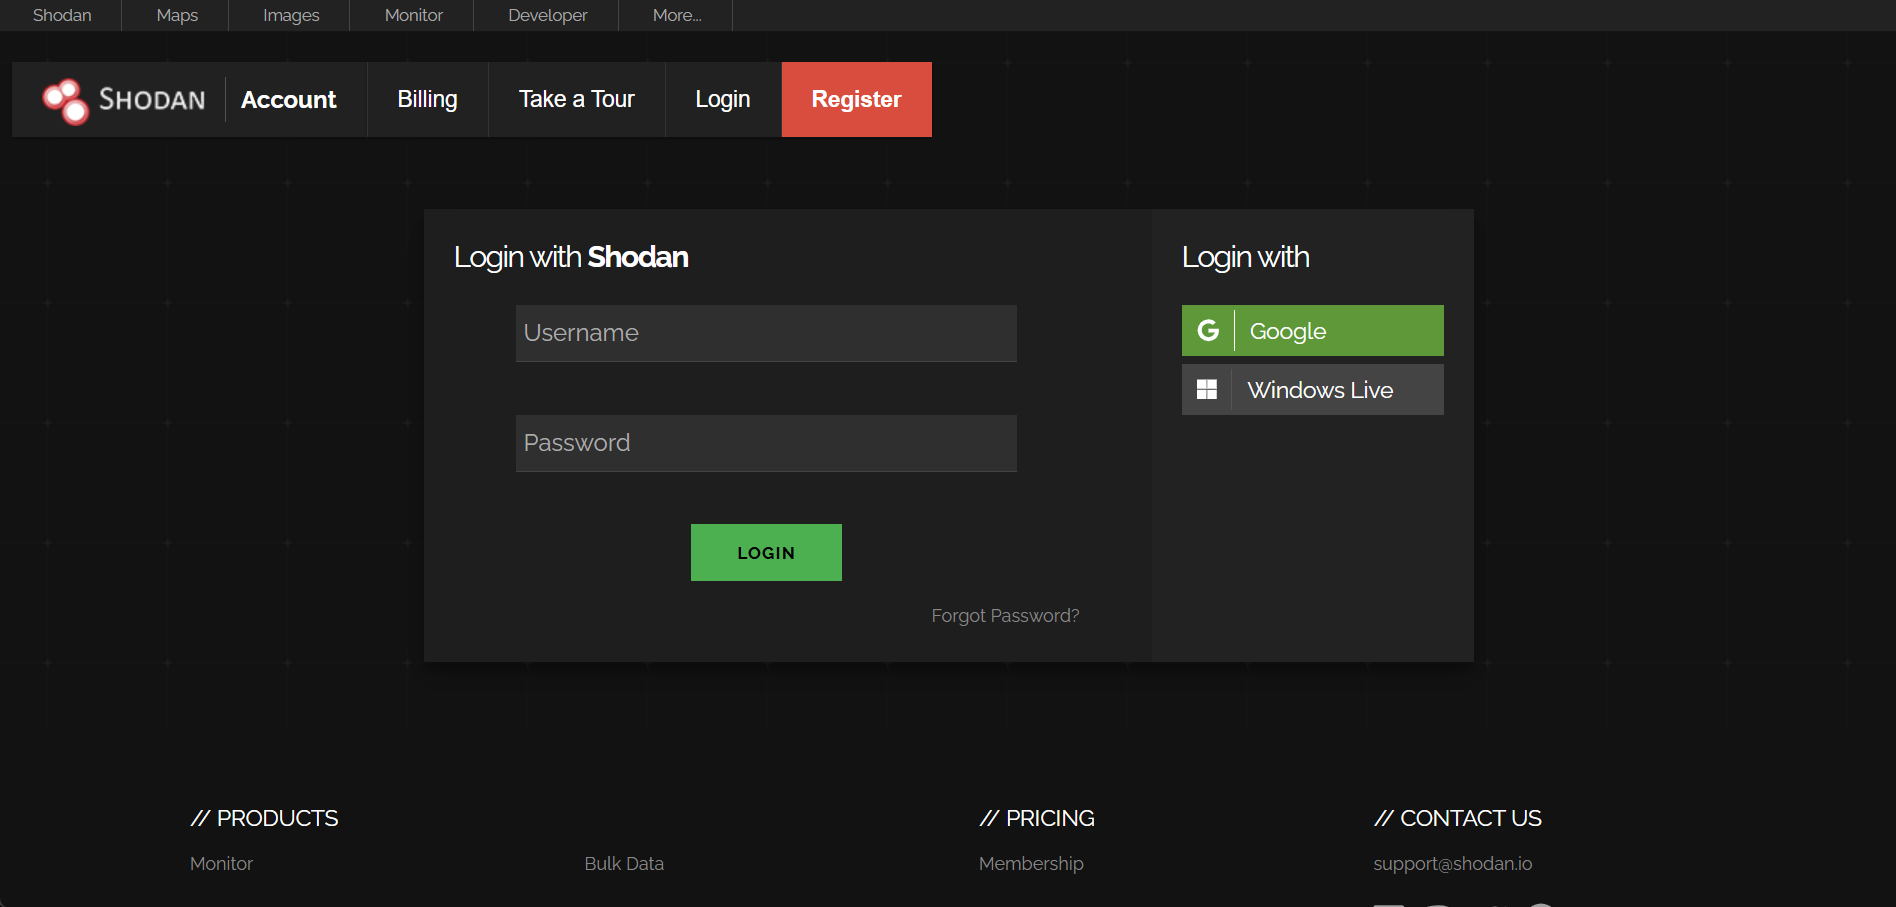 Shodan Maps Images Monitor Developer More...
SHODAN Account Billing Take a Tour Login Register
Login with Shodan
Username
Password
LOGIN
Forgot Password?
Login with
Google
Windows Live
// PRODUCTS
Monitor
Bulk Data
// PRICING
Membership
// CONTACT US
support@shodan.io